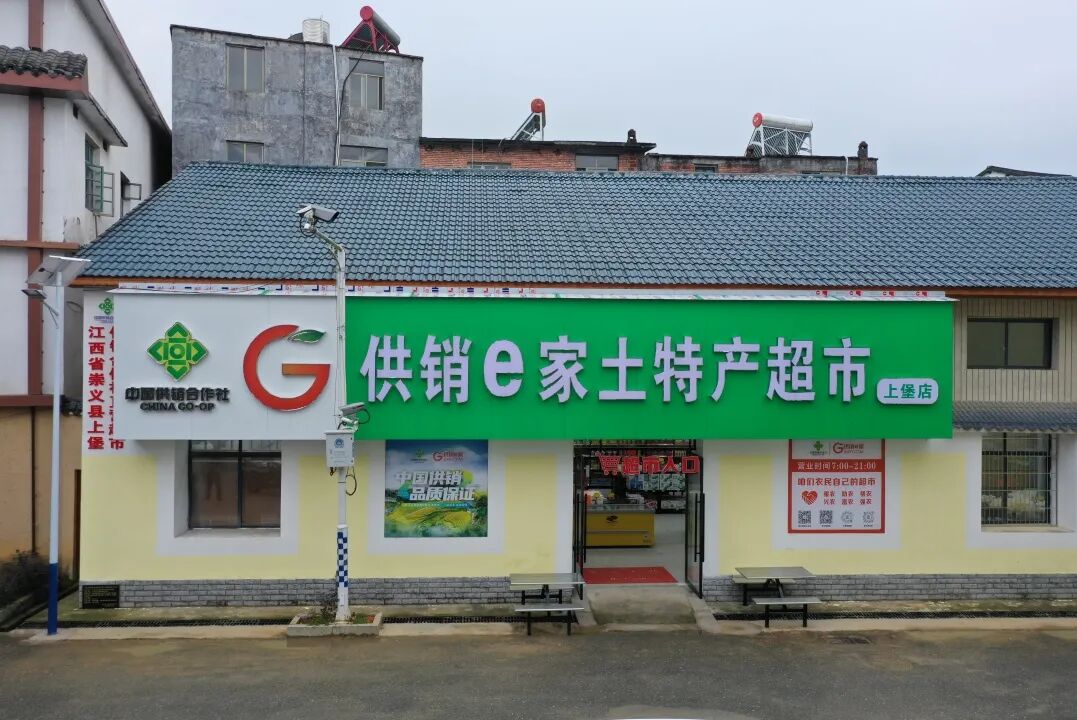 中国供销合作社
CHINA CO-OP
G
供销e家土特产超市
上堡店
江西省崇义县上堡
中国供销
品质保证
超市入口
营业时间7:00-21:00
咱们农民自己的超市